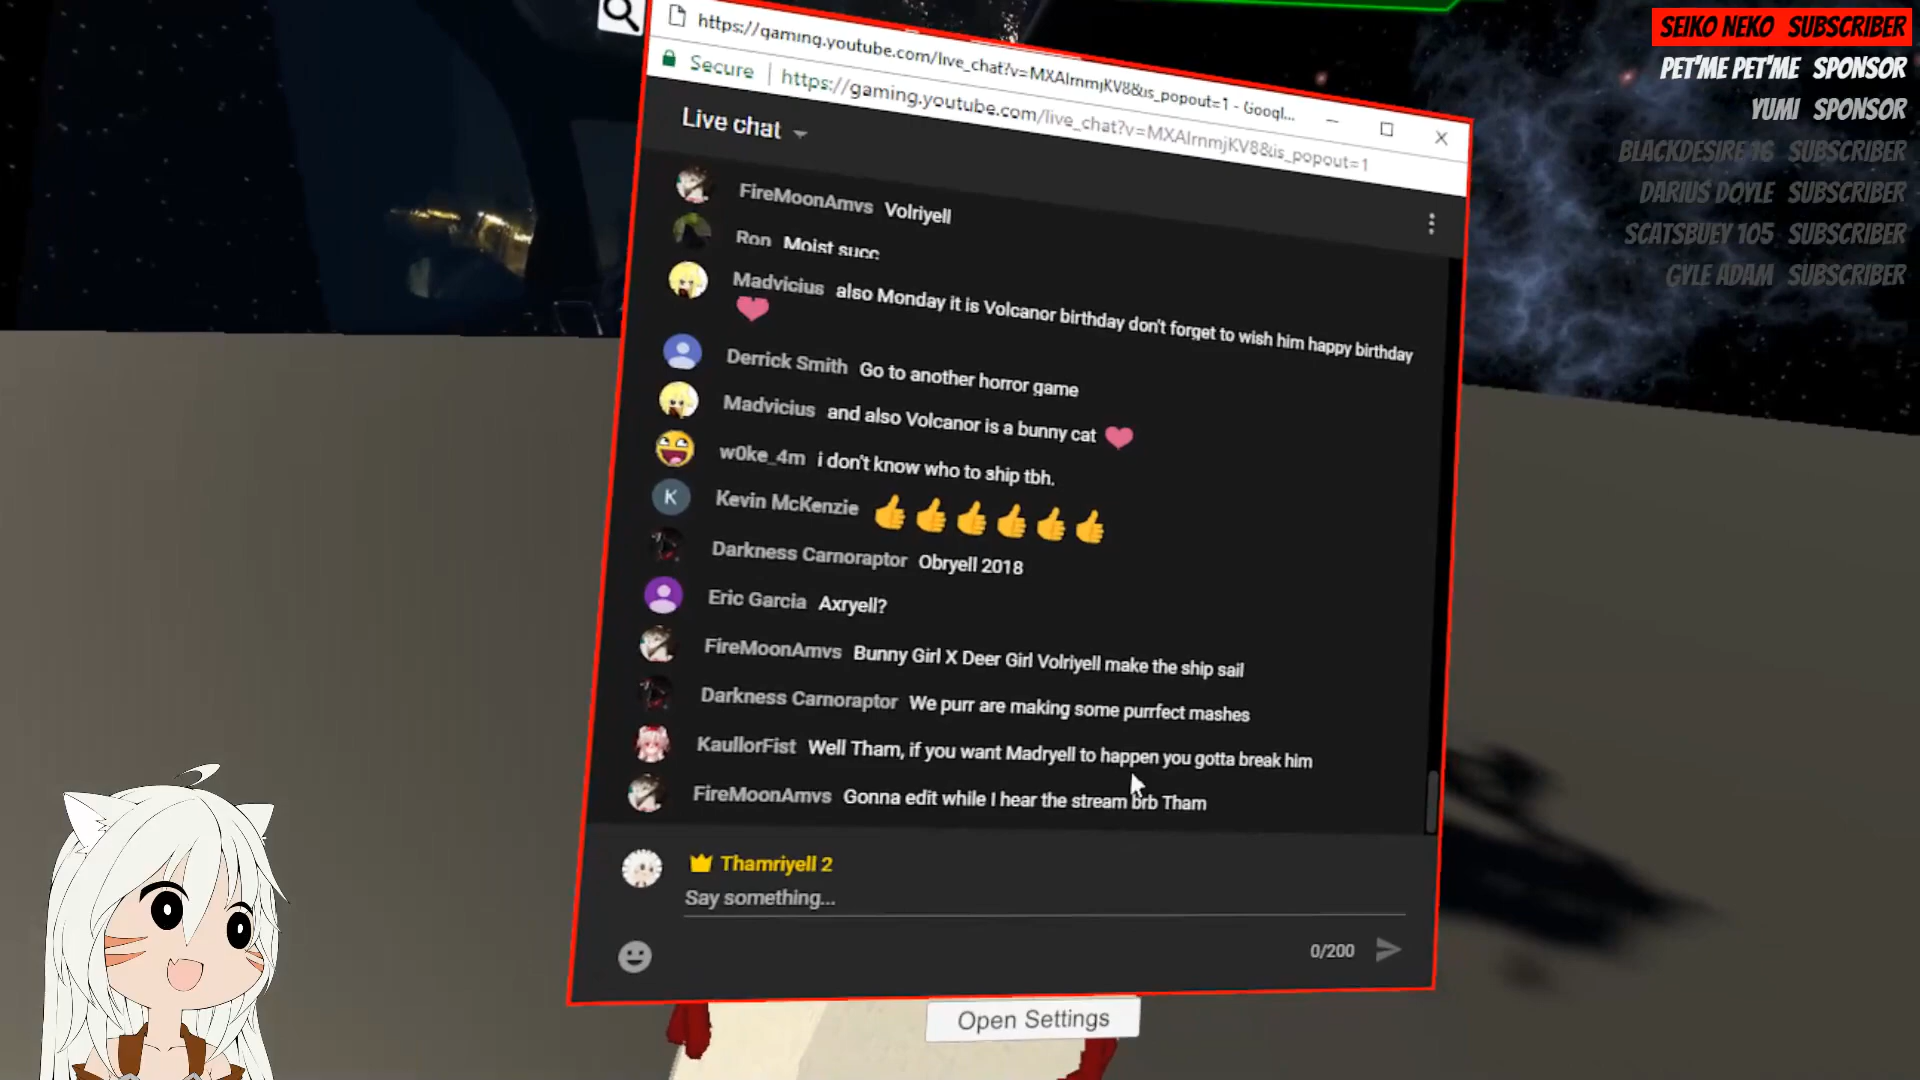 https://gaming.youtube.com/live_chat?v=MXAlrnmjKV8&is_popout=1 - Googl...
Secure | https://gaming.youtube.com/live_chat?v=MXAlrnmjKV8&is_popout=1
Live chat
FireMoonAmvs Volriyell
Ron Moist succ
Madvicius also Monday it is Volcanor birthday don't forget to wish him happy birthday
Derrick Smith Go to another horror game
Madvicius and also Volcanor is a bunny cat
w0ke_4m i don't know who to ship tbh.
K Kevin McKenzie
Darkness Carnoraptor Obryell 2018
Eric Garcia Axryell?
FireMoonAmvs Bunny Girl X Deer Girl Volriyell make the ship sail
Darkness Carnoraptor We purr are making some purrfect mashes
KaullorFist Well Tham, if you want Madryell to happen you gotta break him
FireMoonAmvs Gonna edit while I hear the stream brb Tham
Thamriyell 2
Say something...
0/200
Open Settings
SEIKO NEKO SUBSCRIBER
PET'ME PET'ME SPONSOR
YUMI SPONSOR
BLACKDESIRE 16 SUBSCRIBER
DARIUS DOYLE SUBSCRIBER
SCATSBUEY 105 SUBSCRIBER
GYLE ADAM SUBSCRIBER